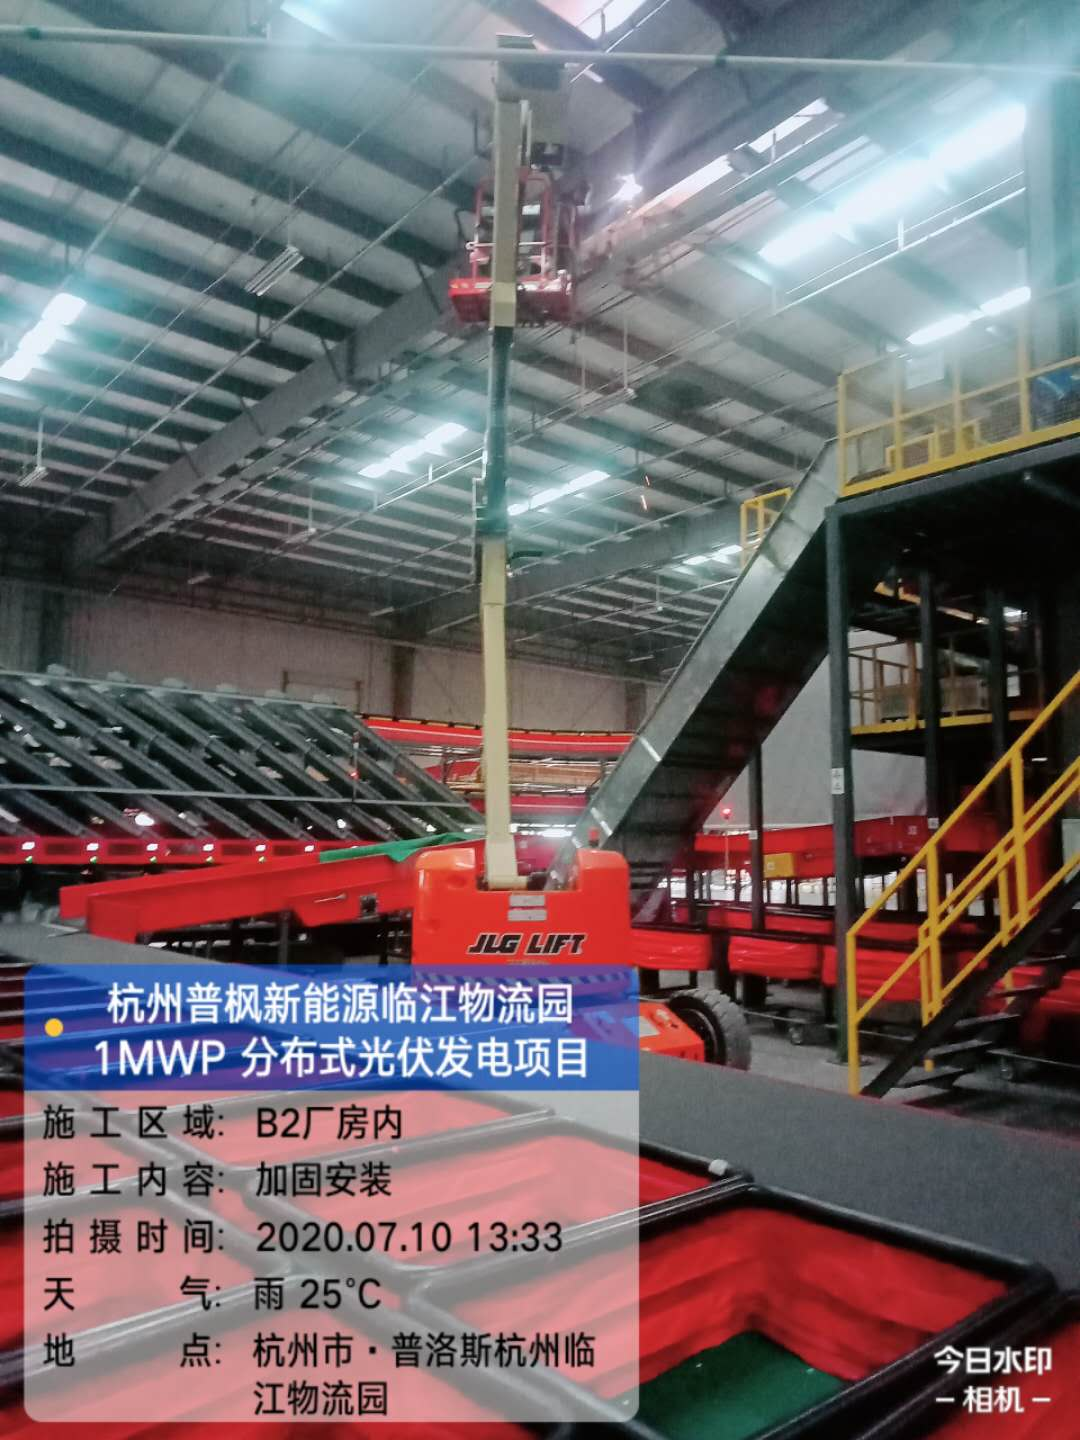 JLG LIFT
杭州普枫新能源临江物流园
1MWP 分布式光伏发电项目
施工区域: B2厂房内
施工内容: 加固安装
拍摄时间: 2020.07.10 13:33
天气: 雨 25°C
地点: 杭州市·普洛斯杭州临
江物流园
今日水印
-相机-